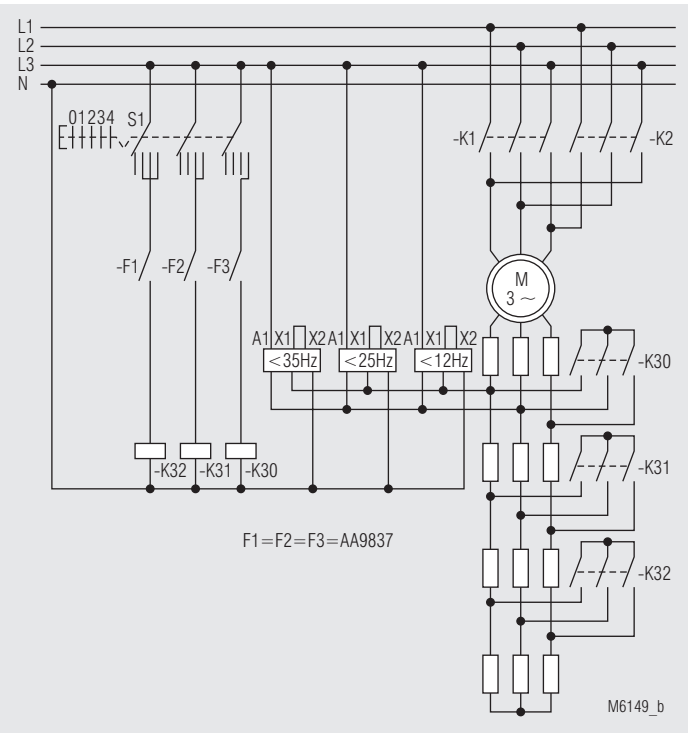 L1
L2
L3
N
01234 S1
-K1 -K2
-F1 -F2 -F3
M
3 ~
A1 X1 X2 A1 X1 X2 A1 X1 X2
<35Hz <25Hz <12Hz
-K30
-K32 -K31 -K30
-K31
F1=F2=F3=AA9837
-K32
M6149_b